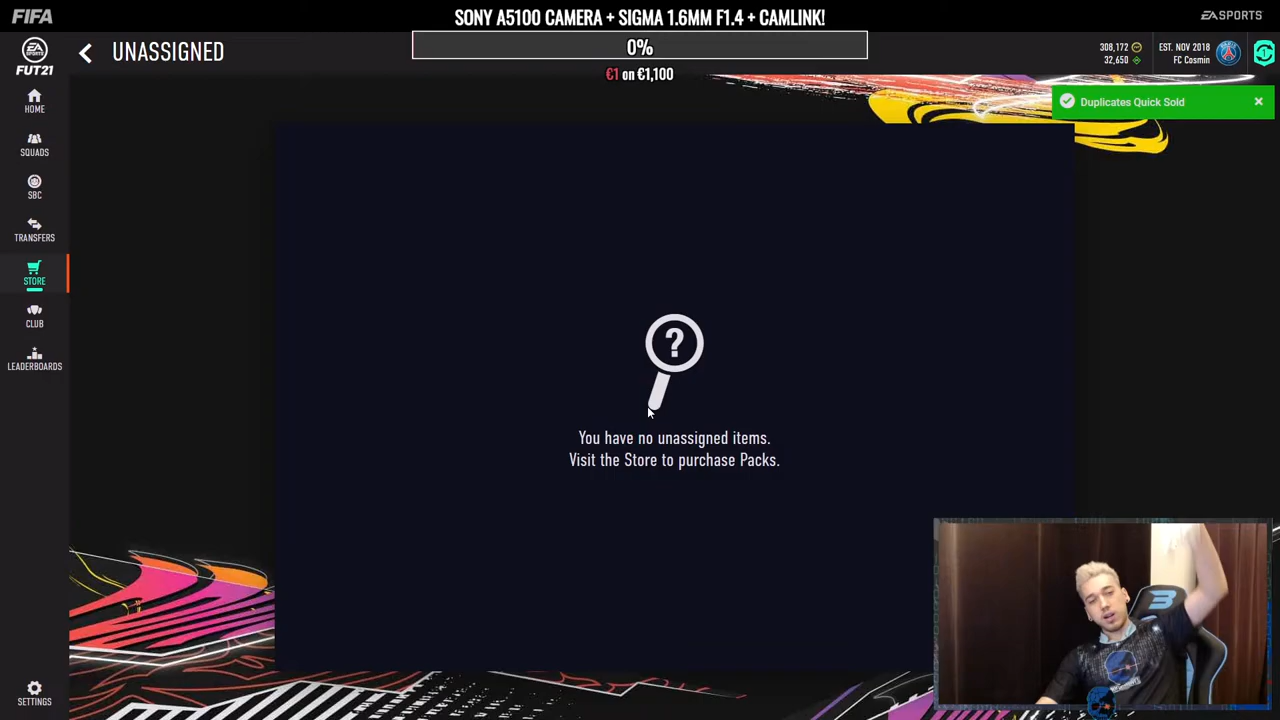 FIFA
SONY A5100 CAMERA + SIGMA 1.6MM F1.4 + CAMLINK!
EA SPORTS
EA SPORTS
FUT21
UNASSIGNED
0%
308,172
32,650
EST. NOV 2018
FC Cosmin
€1 on €1,100
Duplicates Quick Sold
HOME
SQUADS
SBC
TRANSFERS
STORE
CLUB
LEADERBOARDS
?
You have no unassigned items.
Visit the Store to purchase Packs.
SETTINGS